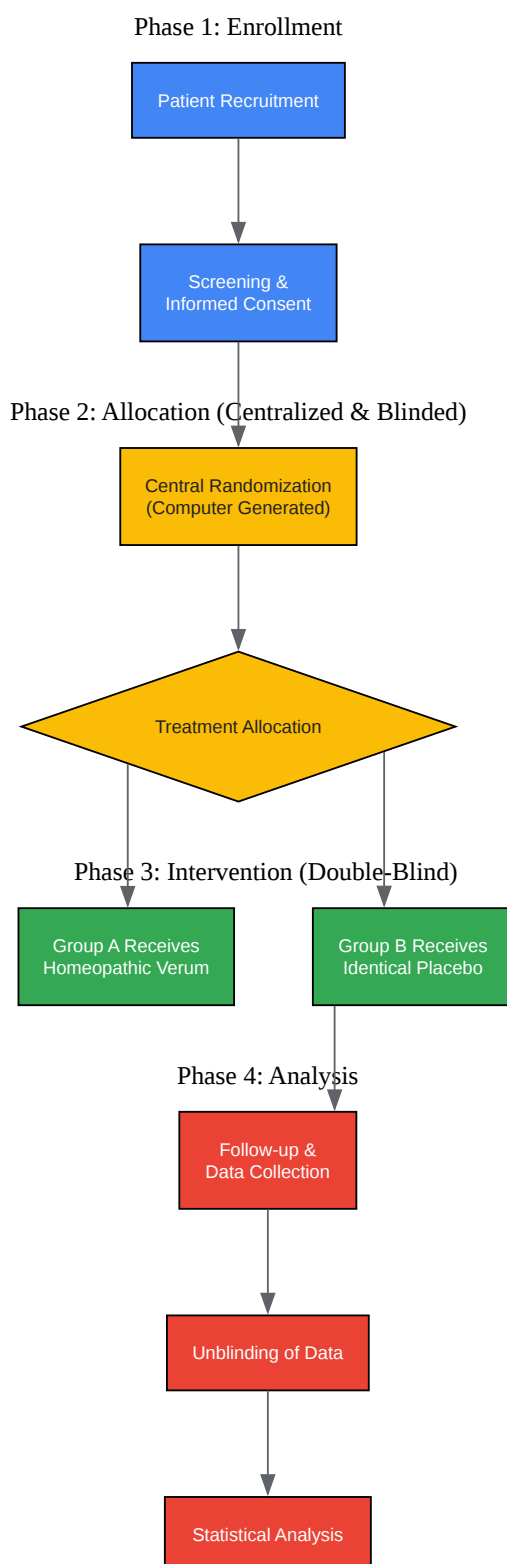 Phase 1: Enrollment
Patient Recruitment
Screening &
Informed Consent
Phase 2: Allocation (Centralized & Blinded)
Central Randomization
(Computer Generated)
Treatment Allocation
Phase 3: Intervention (Double-Blind)
Group A Receives
Homeopathic Verum
Group B Receives
Identical Placebo
Phase 4: Analysis
Follow-up &
Data Collection
Unblinding of Data
Statistical Analysis